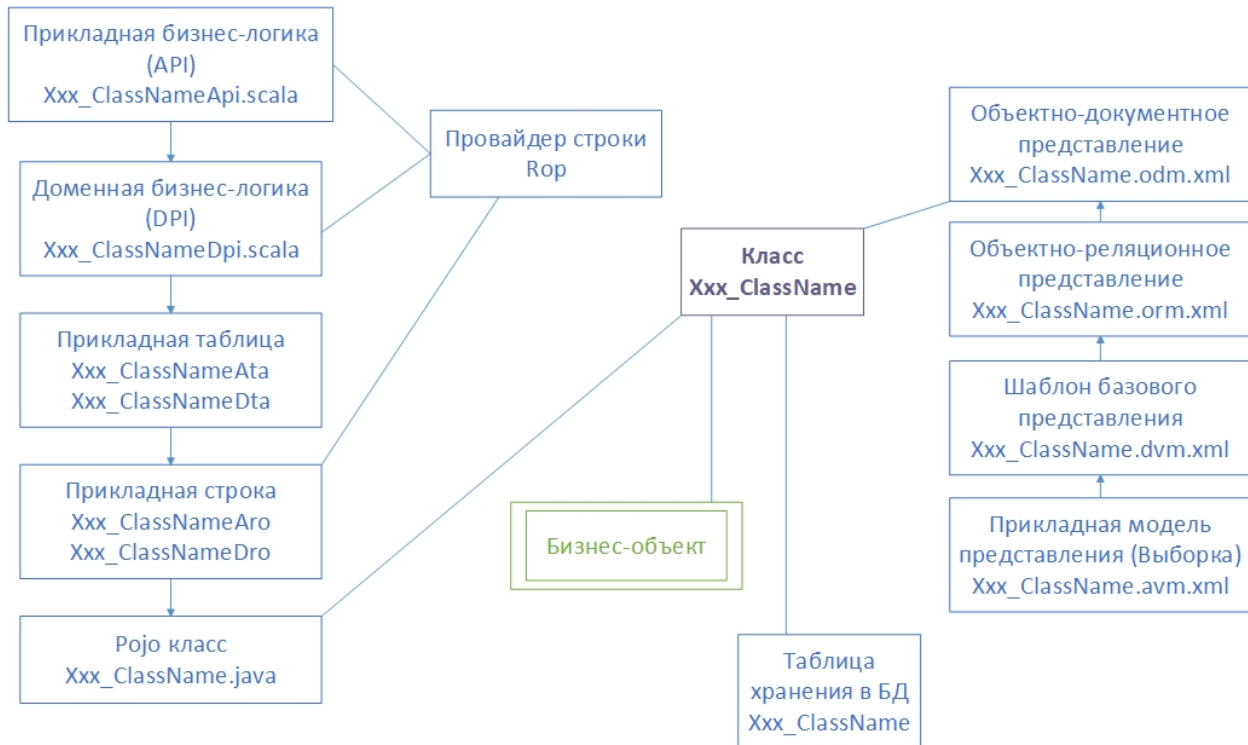 Прикладная бизнес-логика
(API)
Xxx_ClassNameApi.scala
Доменная бизнес-логика
(DPI)
Xxx_ClassNameDpi.scala
Прикладная таблица
Xxx_ClassNameAta
Xxx_ClassNameDta
Прикладная строка
Xxx_ClassNameAro
Xxx_ClassNameDro
Pojo класс
Xxx_ClassName.java
Провайдер строки
Rop
Класс
Xxx_ClassName
Бизнес-объект
Таблица
хранения в БД
Xxx_ClassName
Объектно-документное
представление
Xxx_ClassName.odm.xml
Объектно-реляционное
представление
Xxx_ClassName.orm.xml
Шаблон базового
представления
Xxx_ClassName.dvm.xml
Прикладная модель
представления (Выборка)
Xxx_ClassName.avm.xml